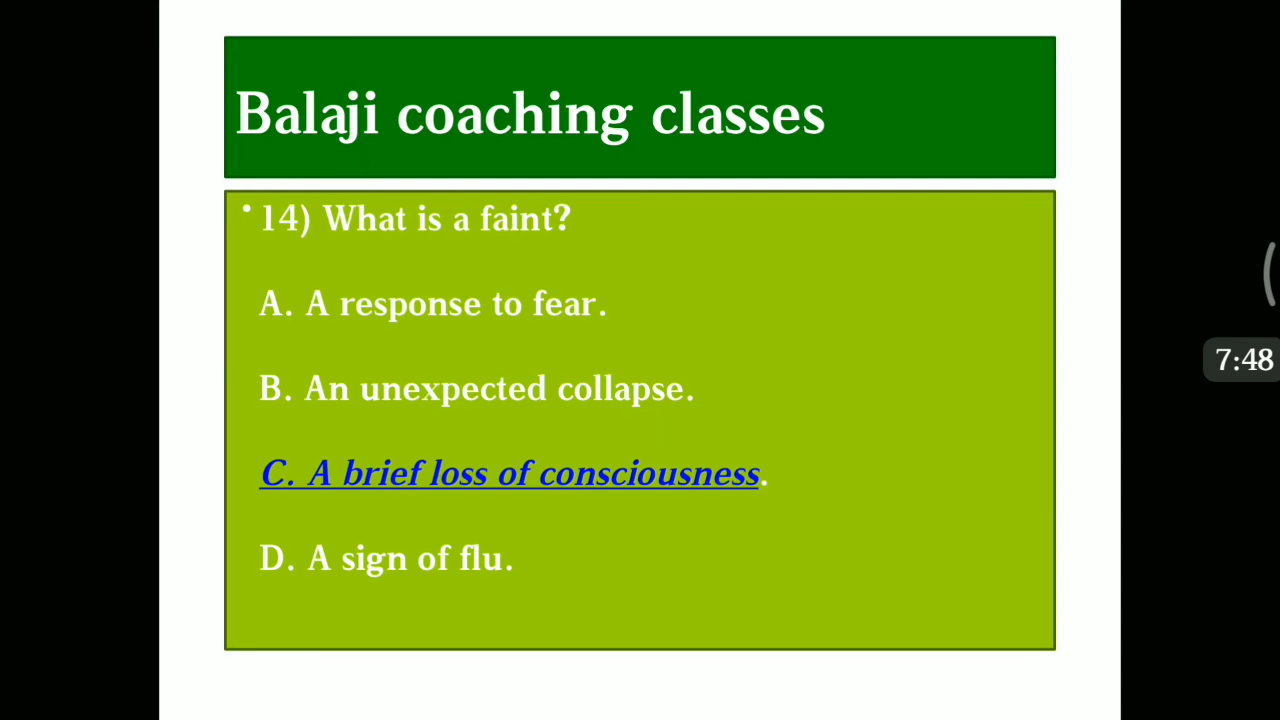 Balaji coaching classes
• 14) What is a faint?
A. A response to fear.
B. An unexpected collapse.
C. A brief loss of consciousness.
D. A sign of flu.
7:48